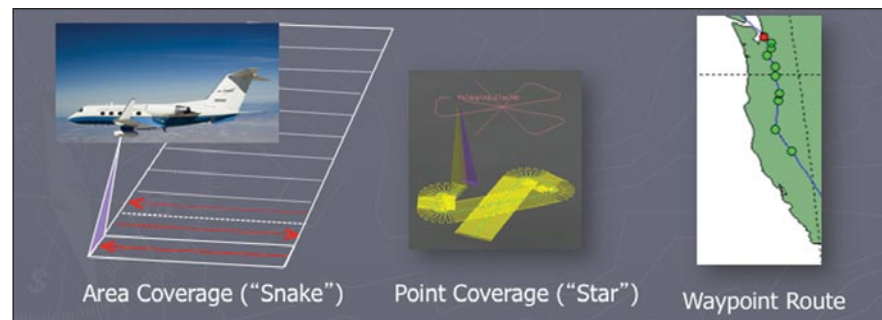 Area Coverage (“Snake”)
Point Coverage (“Star”)
Waypoint Route